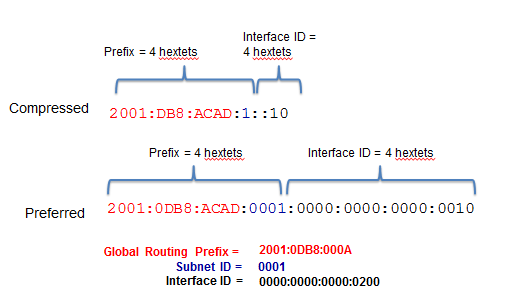 Interface ID =
Prefix = 4 hextets
4 hextets
Compressed
2001:DB8:ACAD:1::10
Prefix = 4 hextets
Interface ID = 4 hextets
Preferred
2001:0DB8:ACAD:0001:0000:0000:0000:0010
Global Routing Prefix = 2001:0DB8:000A
Subnet ID = 0001
Interface ID = 0000:0000:0000:0200